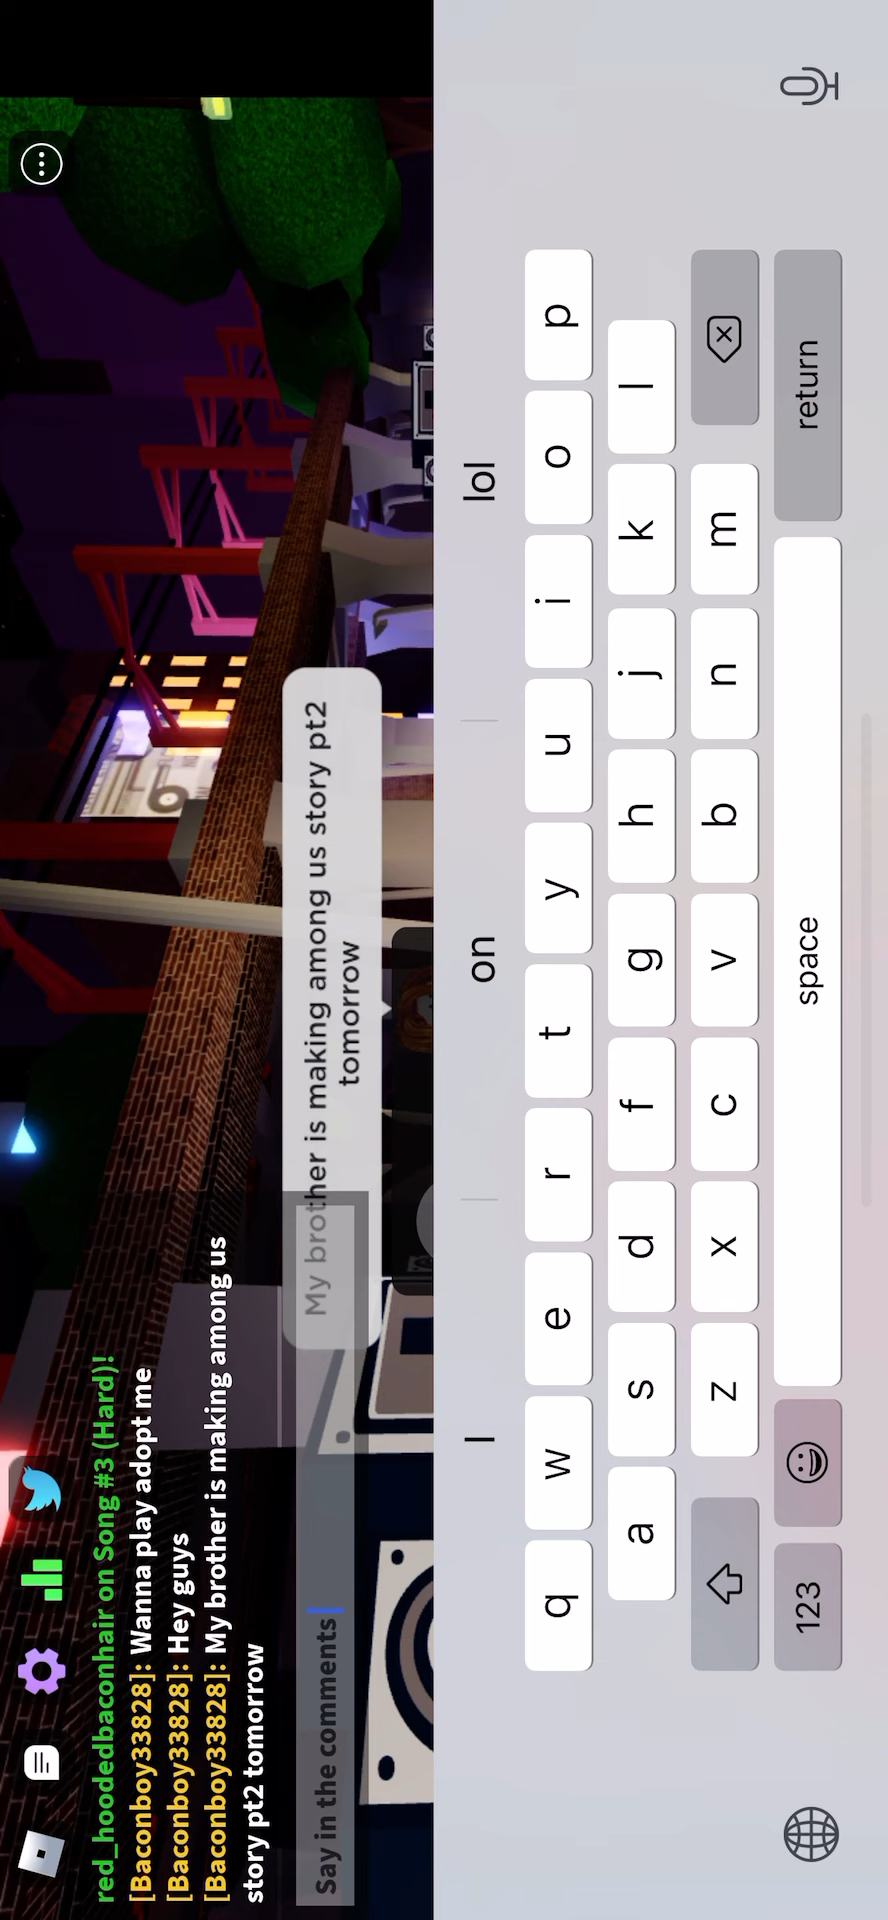 red_hoodedbaconhair on Song #3 (Hard)!
[Baconboy33828]: Wanna play adopt me
[Baconboy33828]: Hey guys
[Baconboy33828]: My brother is making among us
story pt2 tomorrow
My brother is making among us story pt2
tomorrow
Say in the comments
I on lol
q w e r t y u i o p
a s d f g h j k l
z x c v b n m
123 space return